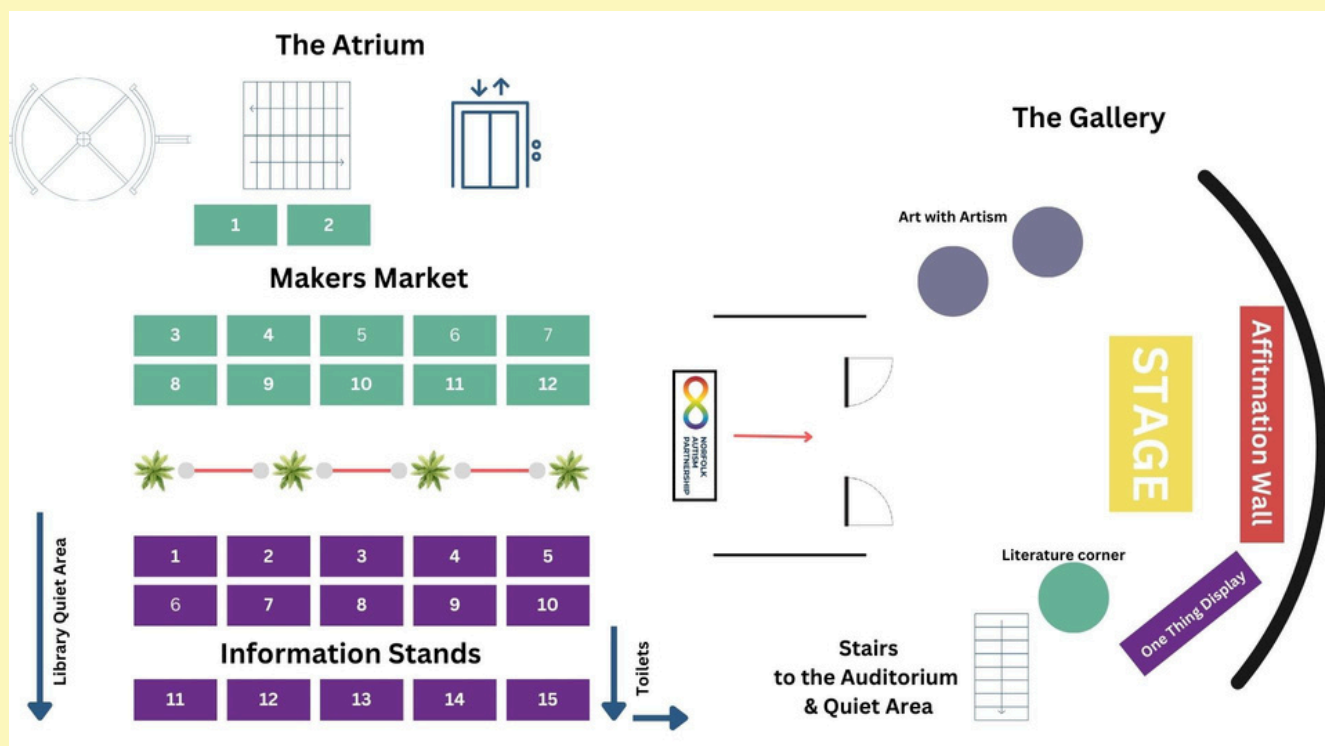 The Atrium
The Gallery
1 2
Makers Market
3 4 5 6 7
8 9 10 11 12
Art with Artism
NORFOLK
AUTISM
PARTNERSHIP
STAGE
Affitmation Wall
Library Quiet Area
1 2 3 4 5
6 7 8 9 10
Information Stands
11 12 13 14 15
Toilets
Literature corner
One Thing Display
Stairs
to the Auditorium
& Quiet Area